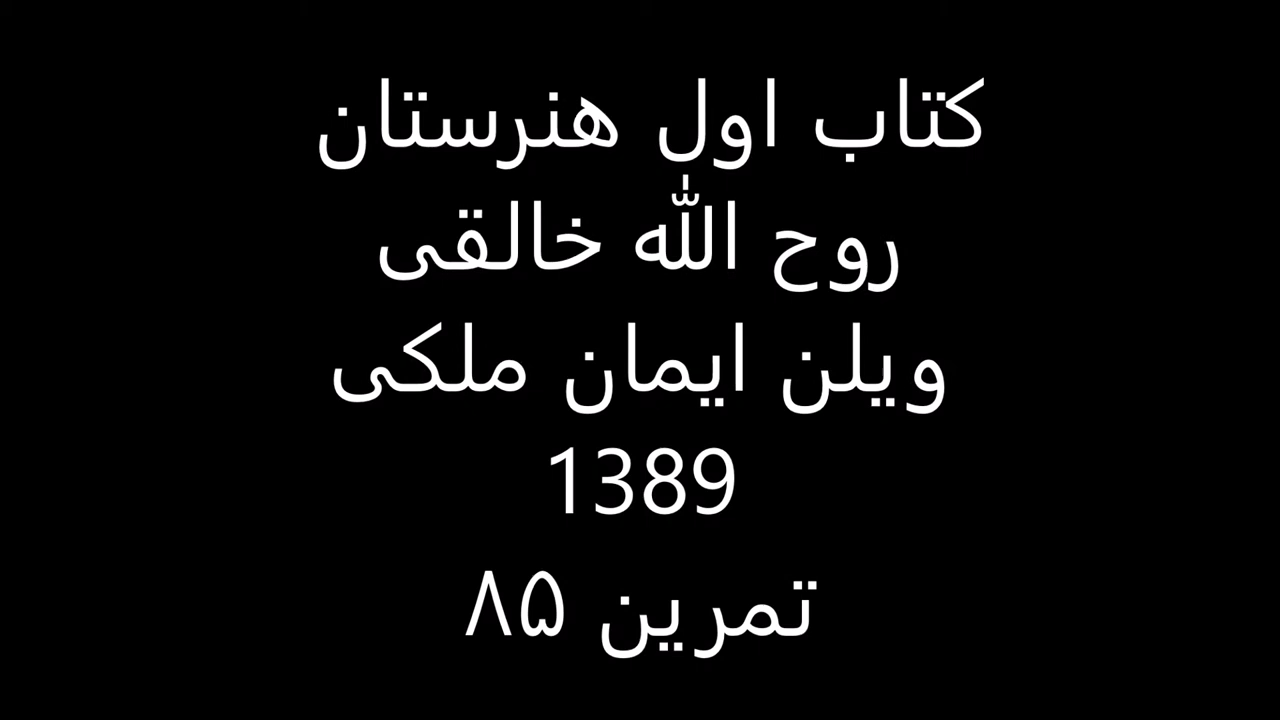 کتاب اول هنرستان
روح الله خالقی
ویلن ایمان ملکی
1389
تمرین ۸۵